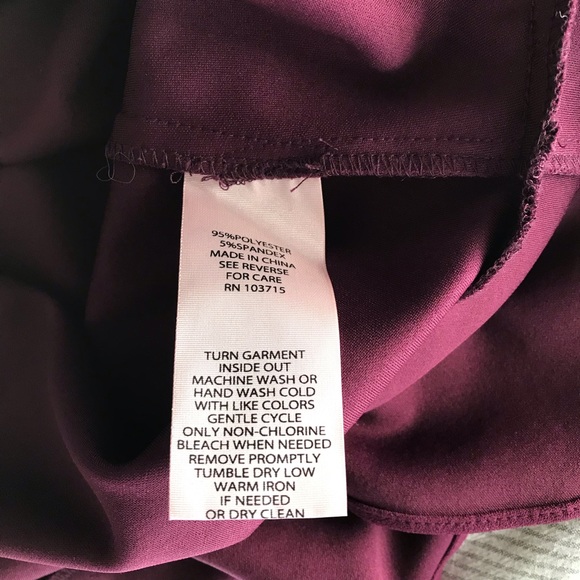 95%POLYESTER
5%SPANDEX
MADE IN CHINA
SEE REVERSE
FOR CARE
RN 103715
TURN GARMENT
INSIDE OUT
MACHINE WASH OR
HAND WASH COLD
WITH LIKE COLORS
GENTLE CYCLE
ONLY NON-CHLORINE
BLEACH WHEN NEEDED
REMOVE PROMPTLY
TUMBLE DRY LOW
WARM IRON
IF NEEDED
OR DRY CLEAN